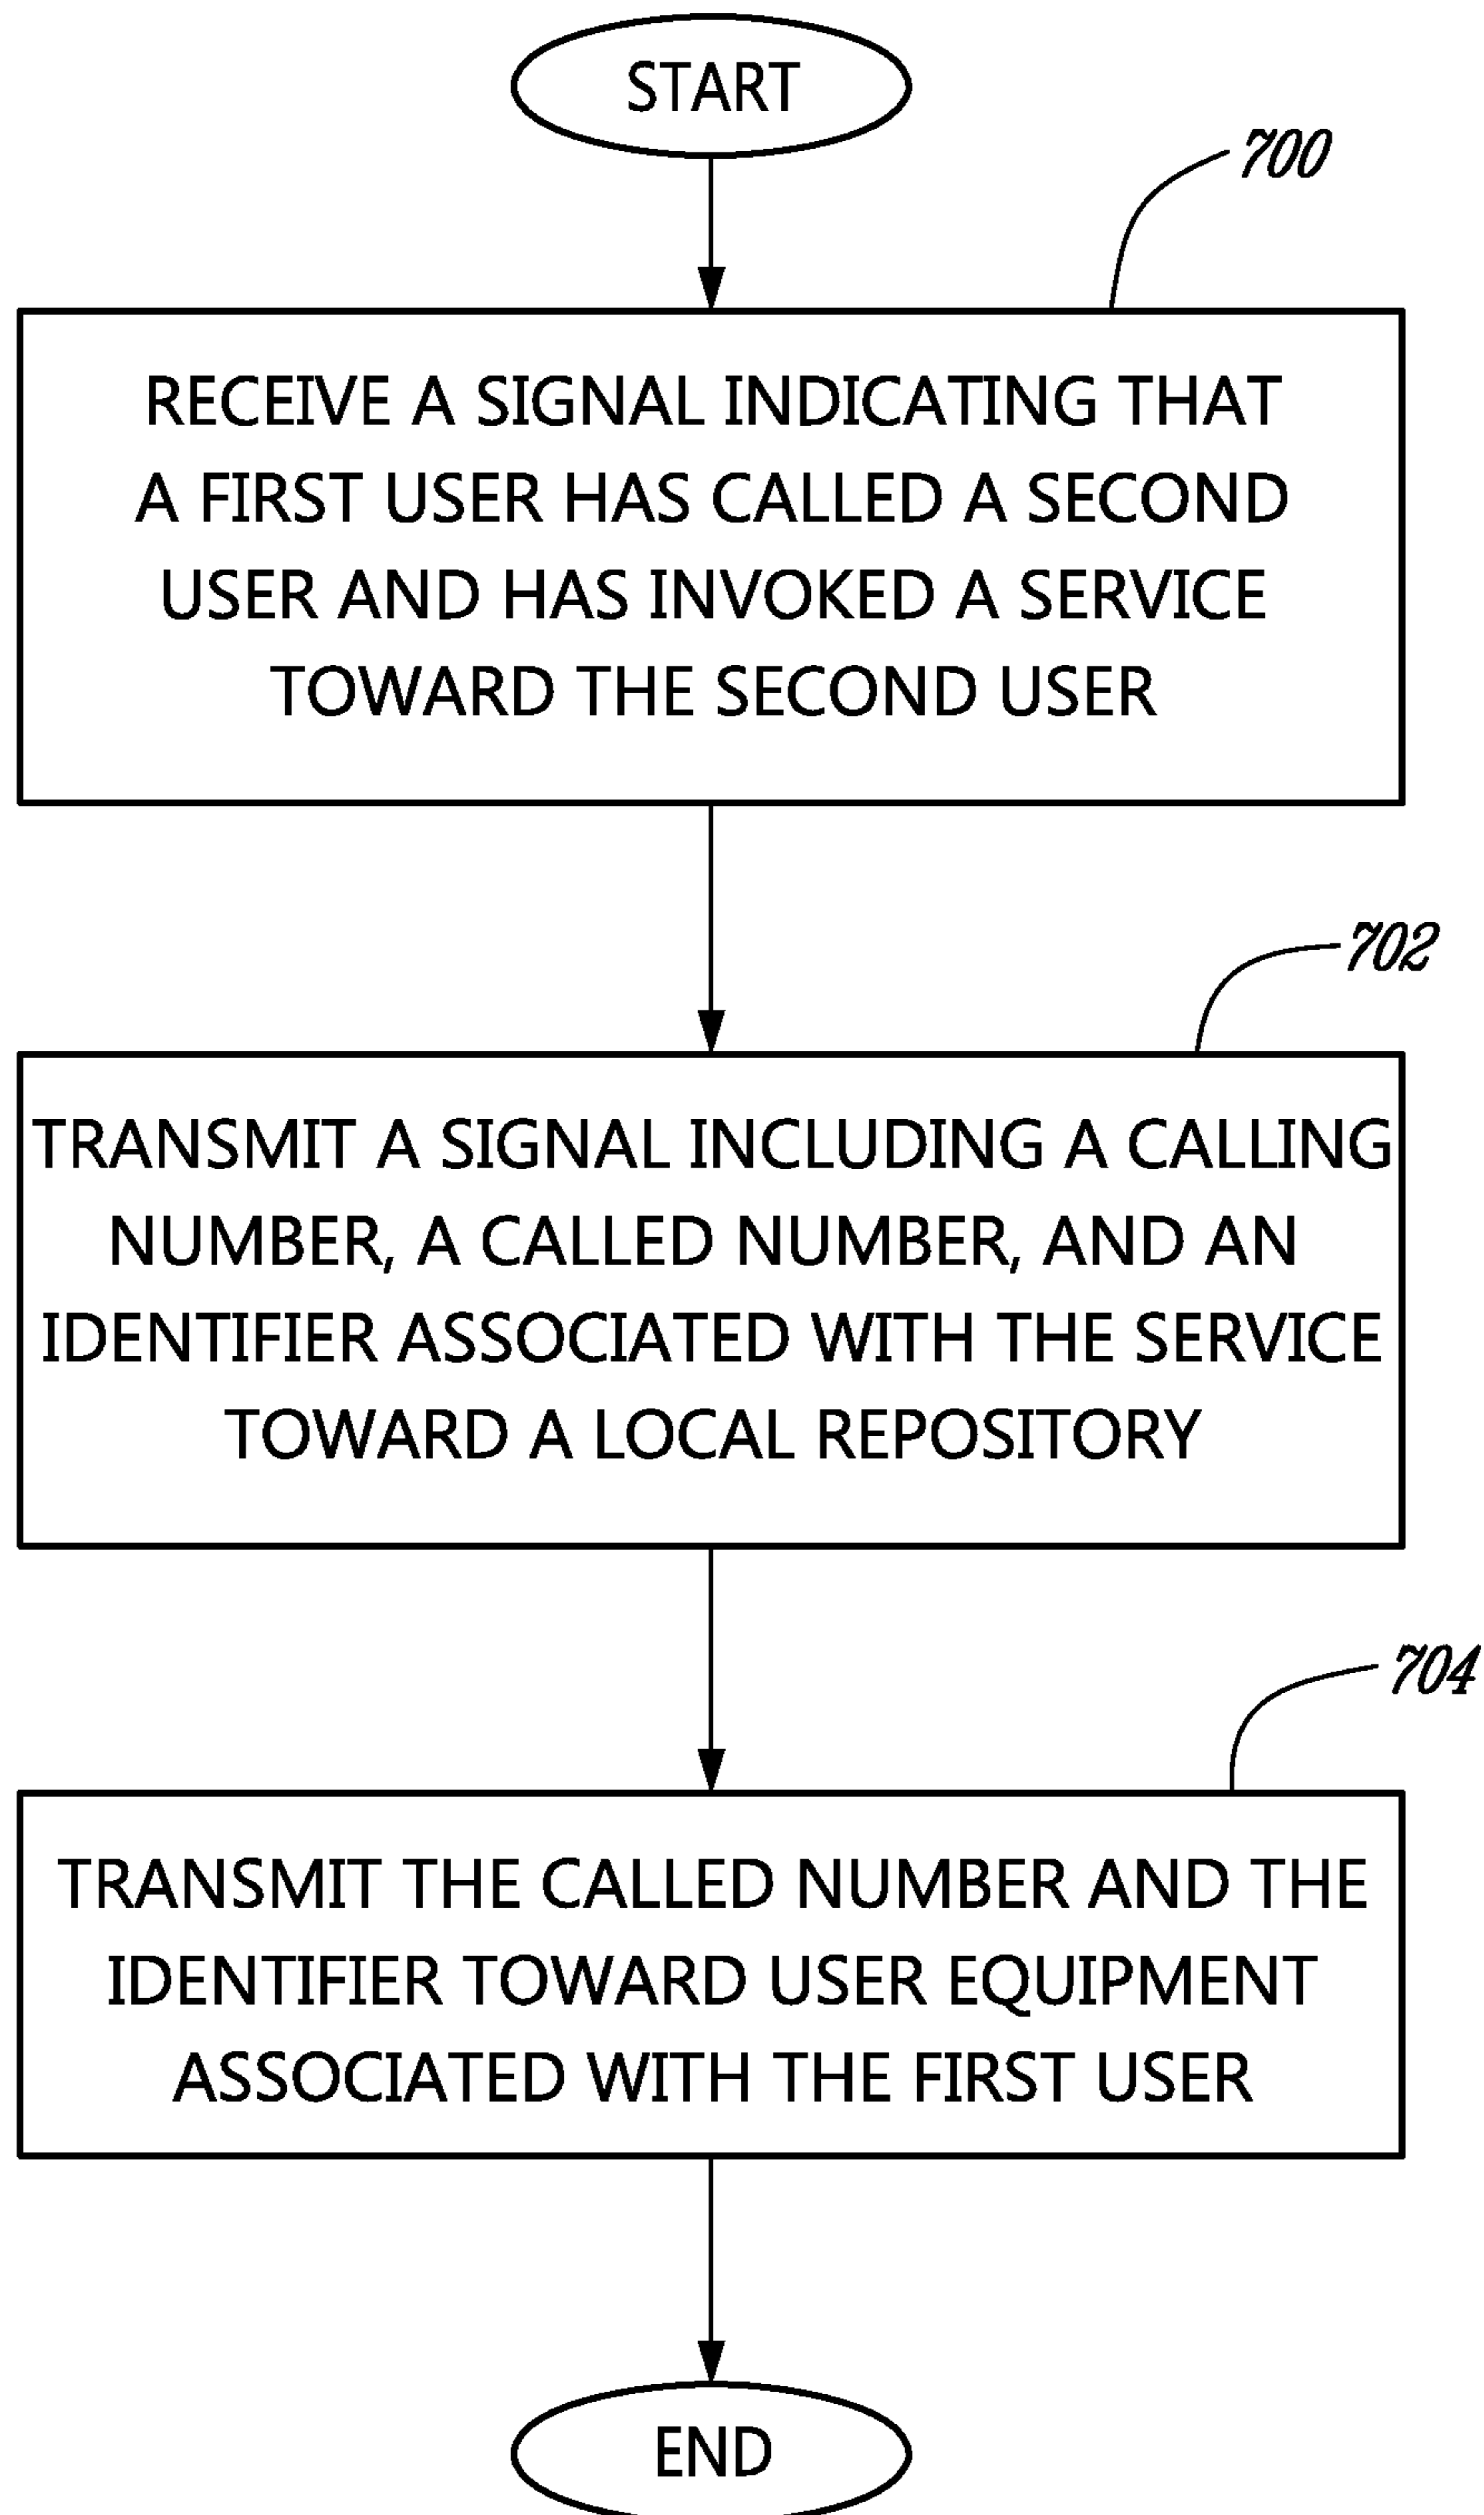 START
700
RECEIVE A SIGNAL INDICATING THAT
A FIRST USER HAS CALLED A SECOND
USER AND HAS INVOKED A SERVICE
TOWARD THE SECOND USER
702
TRANSMIT A SIGNAL INCLUDING A CALLING
NUMBER, A CALLED NUMBER, AND AN
IDENTIFIER ASSOCIATED WITH THE SERVICE
TOWARD A LOCAL REPOSITORY
704
TRANSMIT THE CALLED NUMBER AND THE
IDENTIFIER TOWARD USER EQUIPMENT
ASSOCIATED WITH THE FIRST USER
END